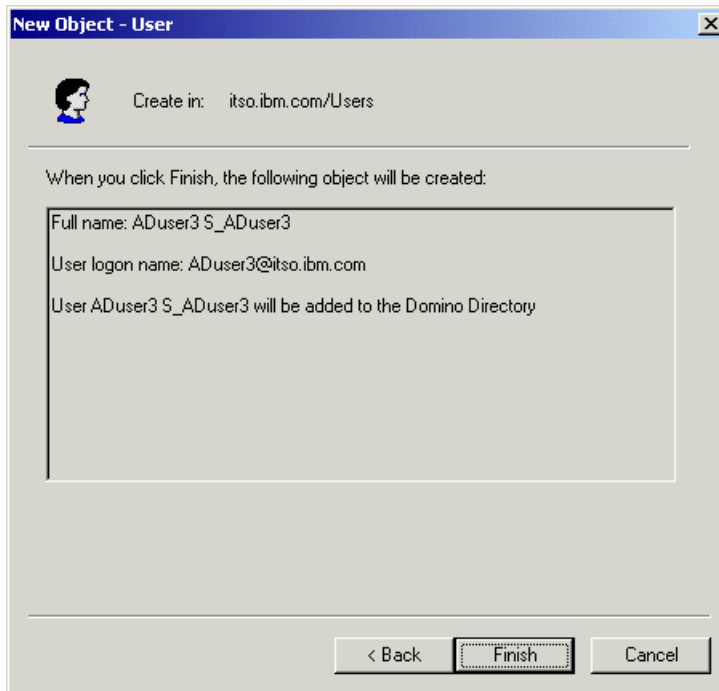 New Object - User
Create in: itso.ibm.com/Users
When you click Finish, the following object will be created:
Full name: ADuser3 S_ADuser3
User logon name: ADuser3@itso.ibm.com
User ADuser3 S_ADuser3 will be added to the Domino Directory
< Back Finish Cancel